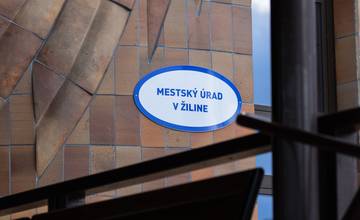 MESTSKÝ ÚRAD
V ŽILINE